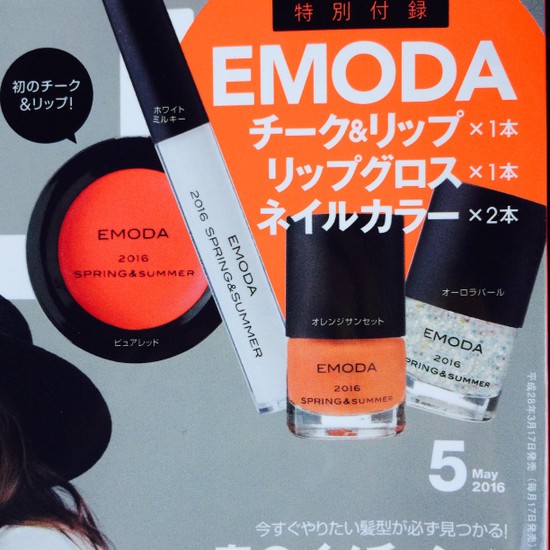 特別付録
EMODA
チーク&リップ×1本
リップグロス×1本
ネイルカラー×2本
初のチーク
&リップ!
ホワイト
ミルキー
EMODA
2016
SPRING&SUMMER
ピュアレッド
EMODA
2016 SPRING&SUMMER
オレンジサンセット
EMODA
2016
SPRING&SUMMER
オーロラパール
EMODA
2016
SPRING&SUMMER
平成28年3月17日発売(毎月17日発売)
5
May
2016
今すぐやりたい髪型が必ず見つかる!